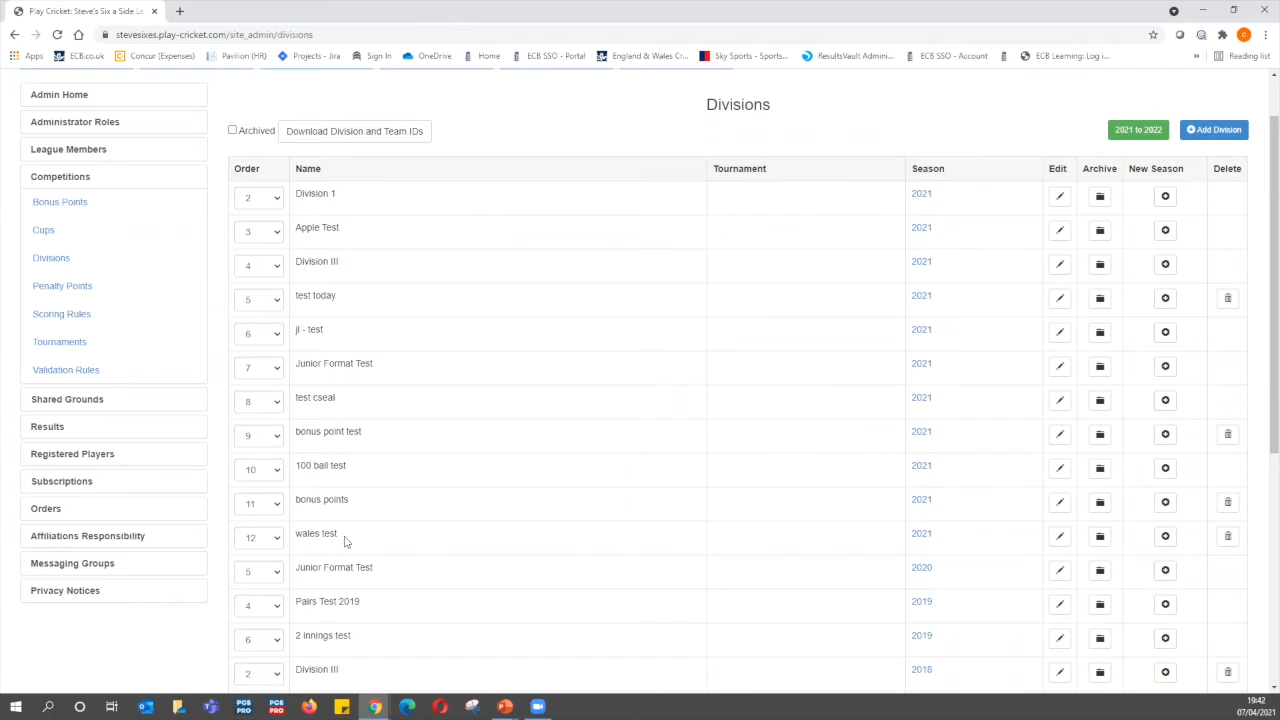 Play Cricket: Steve's Six a Side Le
stevesixes.play-cricket.com/site_admin/divisions
Apps ECB.co.uk Concur (Expenses) Pavilion (HR) Projects - Jira Sign In OneDrive Home ECB SSO - Portal England & Wales Cr... Sky Sports - Sports... ResultsVault Admini... ECB SSO - Account ECB Learning: Log i... » Reading list
Admin Home
Administrator Roles
League Members
Competitions
Bonus Points
Cups
Divisions
Penalty Points
Scoring Rules
Tournaments
Validation Rules
Shared Grounds
Results
Registered Players
Subscriptions
Orders
Affiliations Responsibility
Messaging Groups
Privacy Notices
Divisions
Archived Download Division and Team IDs 2021 to 2022 Add Division
Order Name Tournament Season Edit Archive New Season Delete
2 Division 1 2021
3 Apple Test 2021
4 Division III 2021
5 test today 2021
6 jl - test 2021
7 Junior Format Test 2021
8 test cseal 2021
9 bonus point test 2021
10 100 ball test 2021
11 bonus points 2021
12 wales test 2021
5 Junior Format Test 2020
4 Pairs Test 2019 2019
6 2 innings test 2019
2 Division III 2018
PCS PRO PCS PRO
19:42
07/04/2021